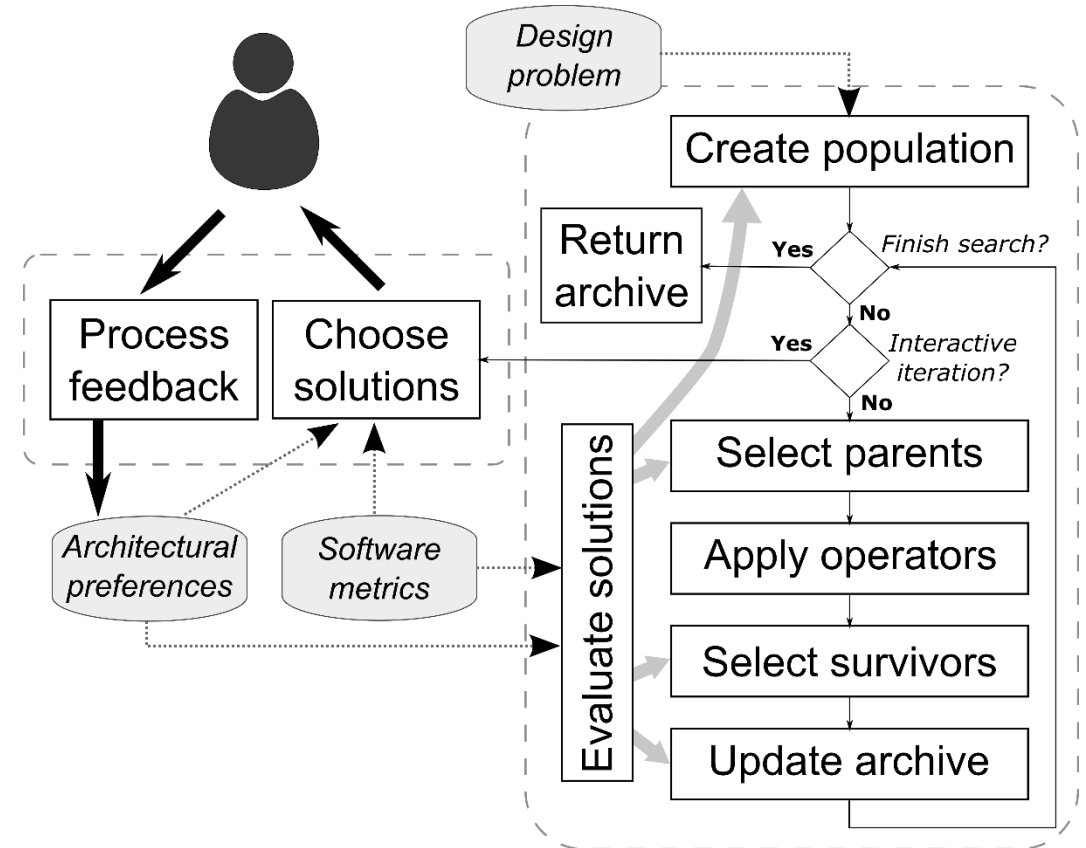 Design
problem
Create population
Return
archive
Yes
Finish search?
No
Process
feedback
Choose
solutions
Yes
Interactive
iteration?
No
Evaluate solutions
Select parents
Architectural
preferences
Software
metrics
Apply operators
Select survivors
Update archive